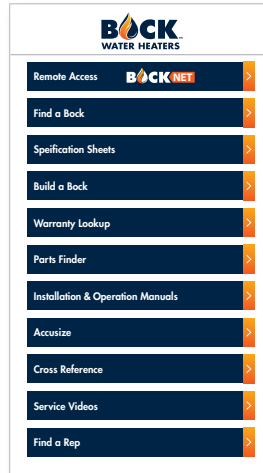 BOCK
WATER HEATERS
Remote Access BOCK NET
Find a Bock
Speification Sheets
Build a Bock
Warranty Lookup
Parts Finder
Installation & Operation Manuals
Accusize
Cross Reference
Service Videos
Find a Rep